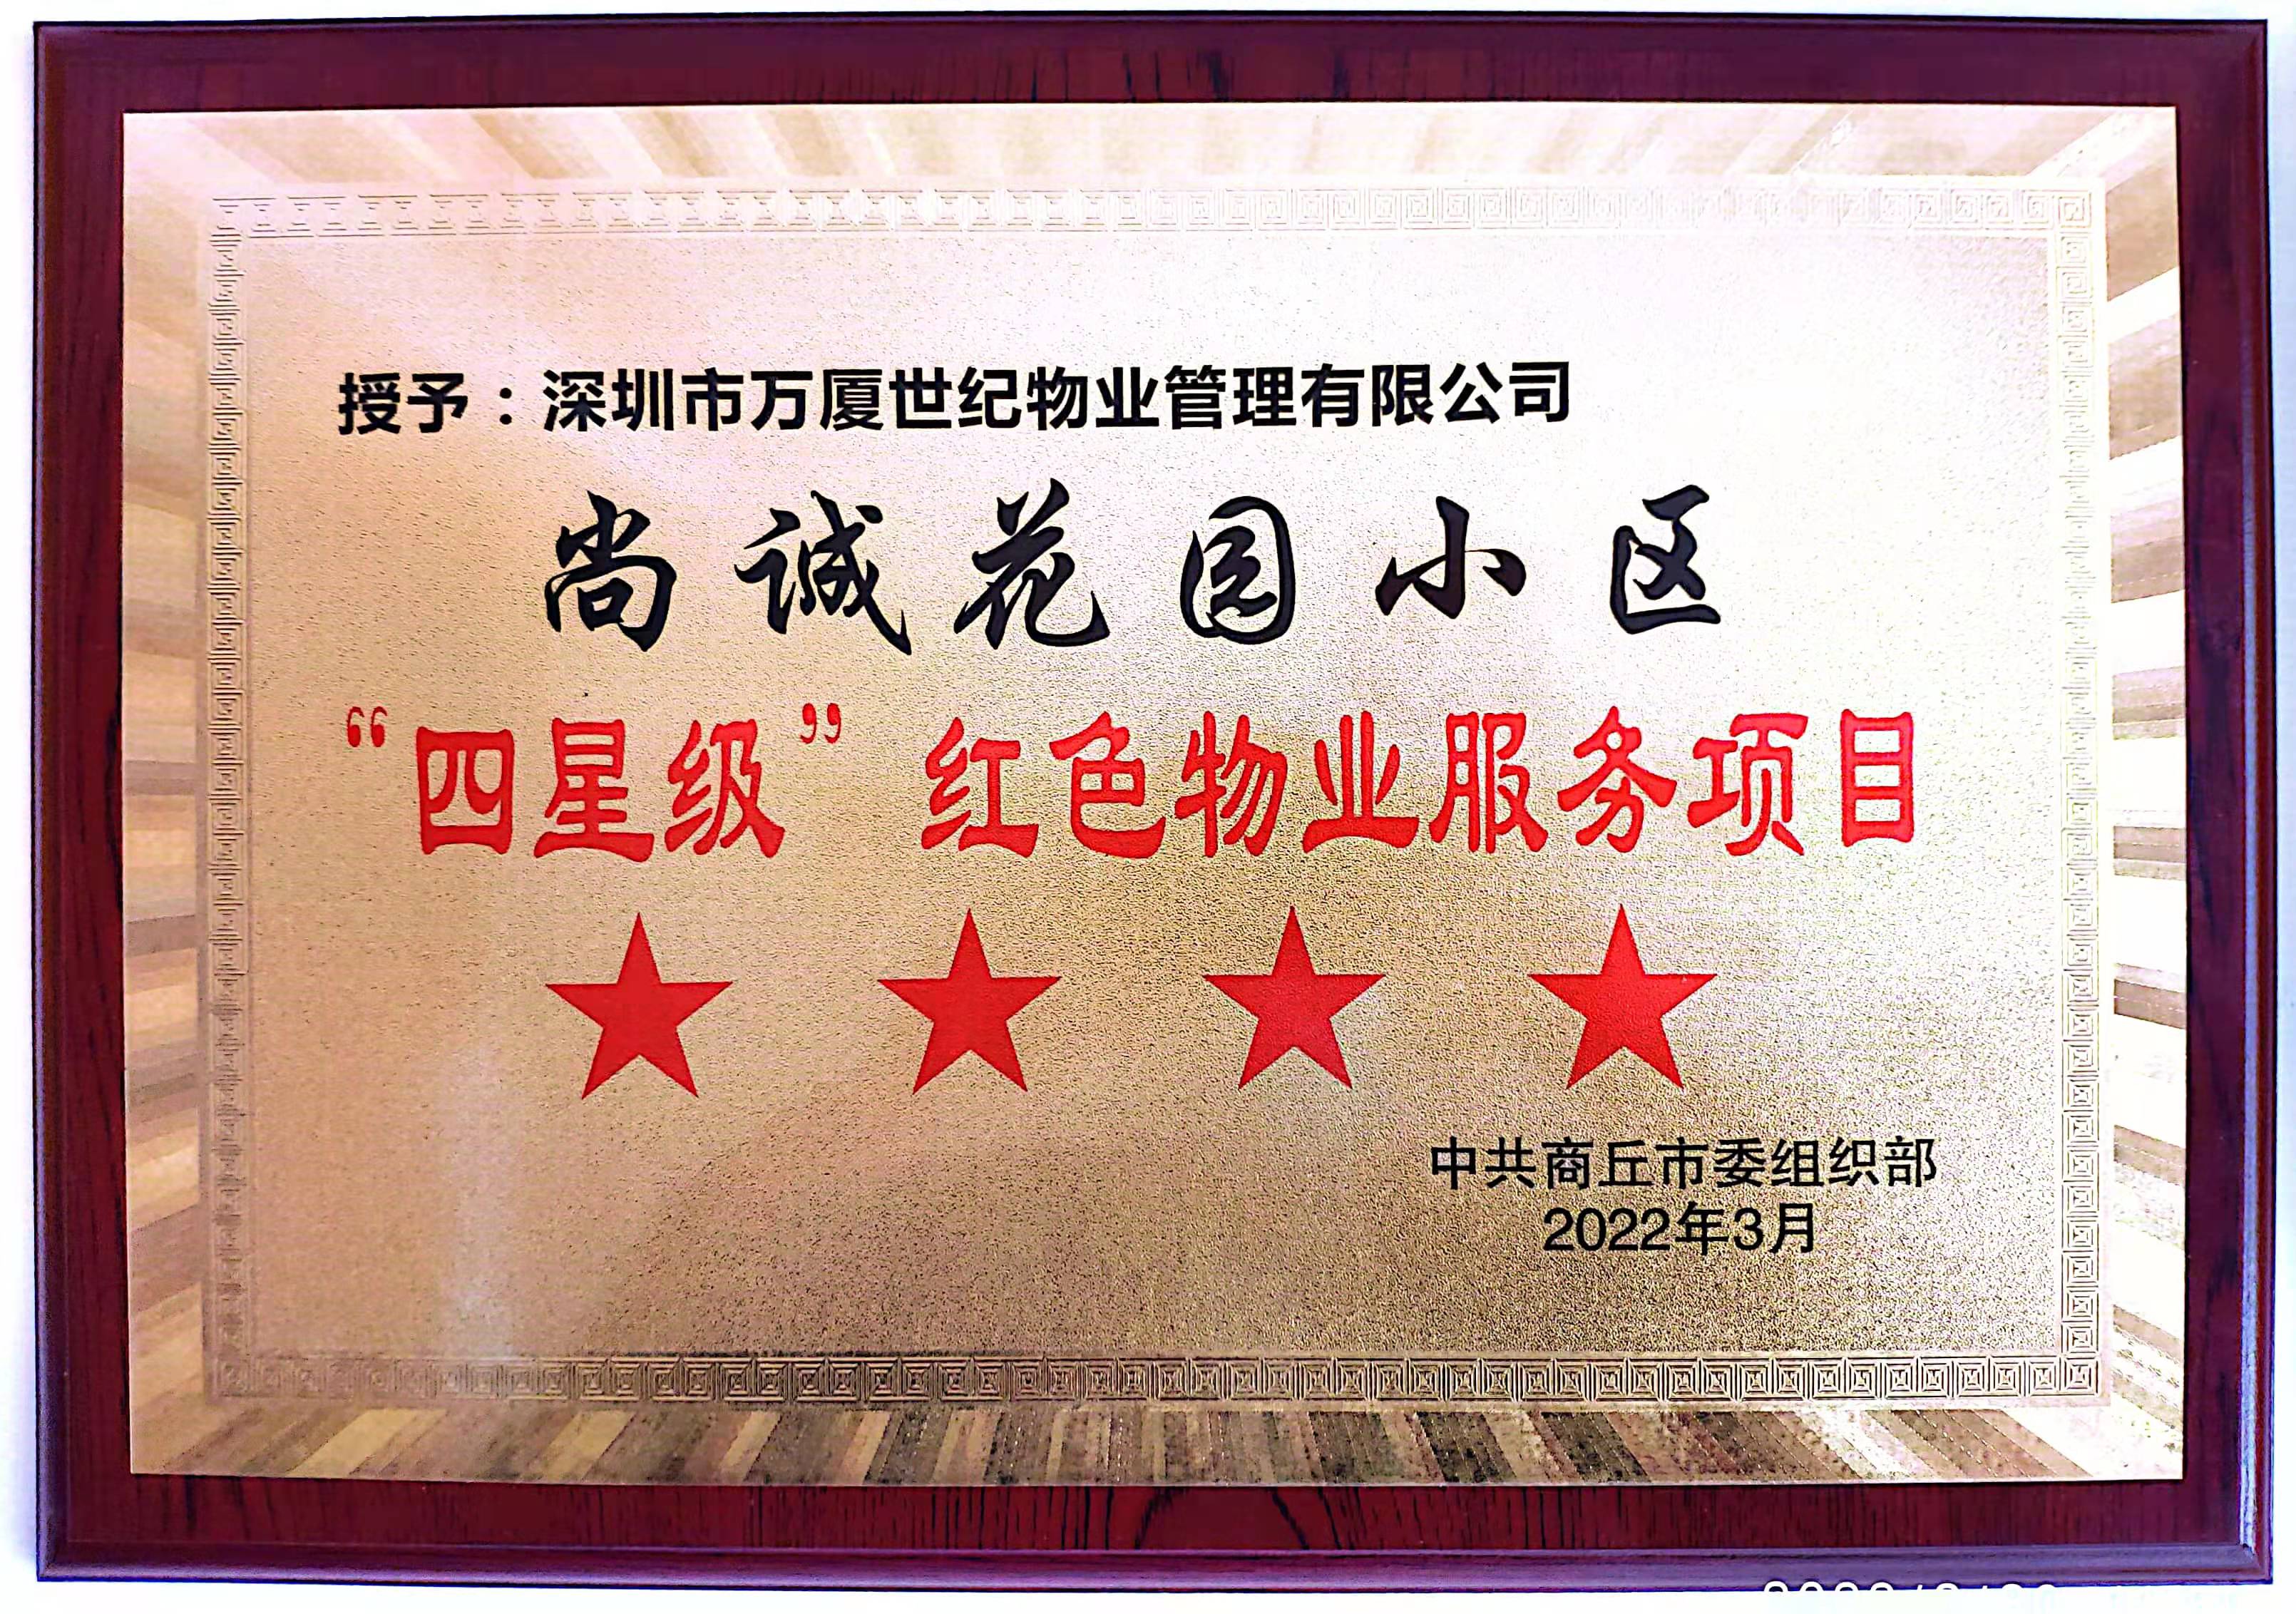 授予：深圳市万厦世纪物业管理有限公司
尚诚花园小区
“四星级”红色物业服务项目
中共商丘市委组织部
2022年3月